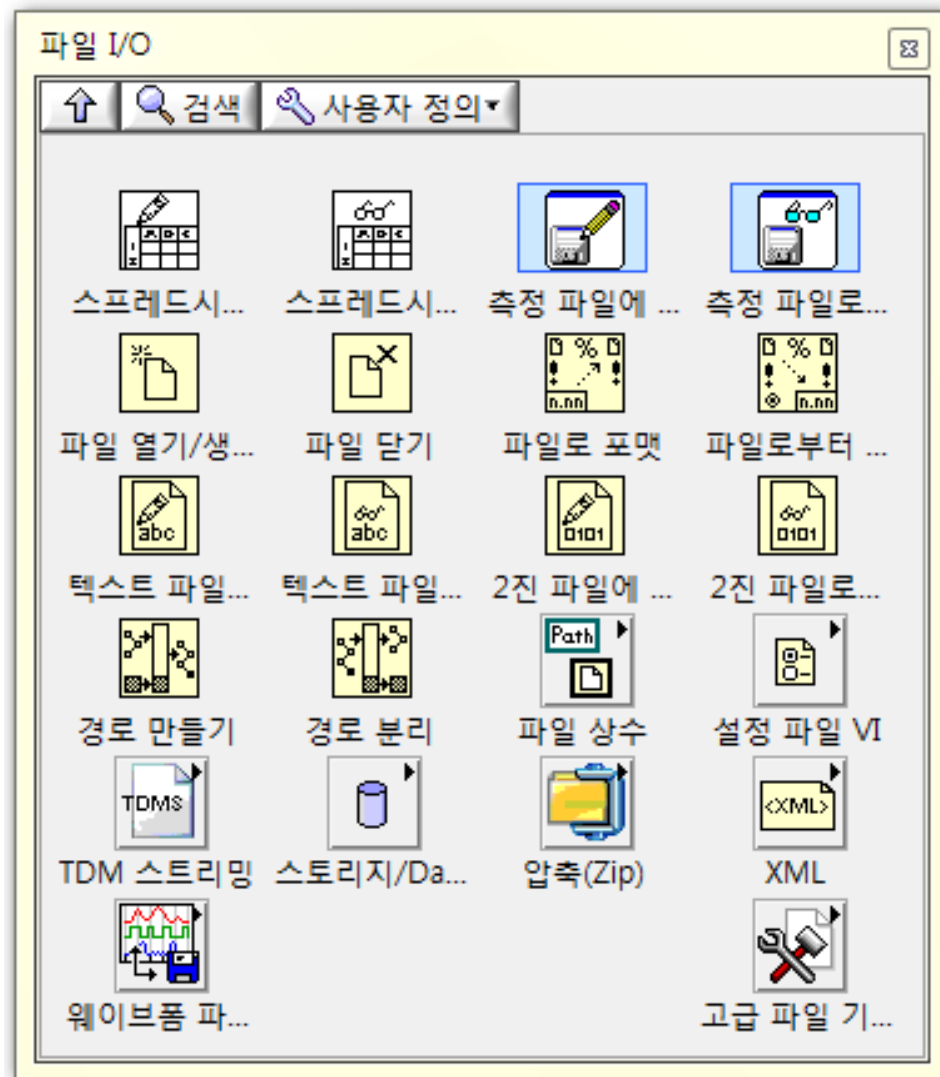 파일 I/O
검색 사용자 정의
스프레드시... 스프레드시... 측정 파일에 ... 측정 파일로...
파일 열기/생... 파일 닫기 n.nn 파일로 포맷 n.nn 파일로부터 ...
abc abc 0101 0101
텍스트 파일... 텍스트 파일... 2진 파일에 ... 2진 파일로...
Path
경로 만들기 경로 분리 파일 상수 설정 파일 VI
TDMS <XML>
TDM 스트리밍 스토리지/Da... 압축(Zip) XML
웨이브폼 파... 고급 파일 기...